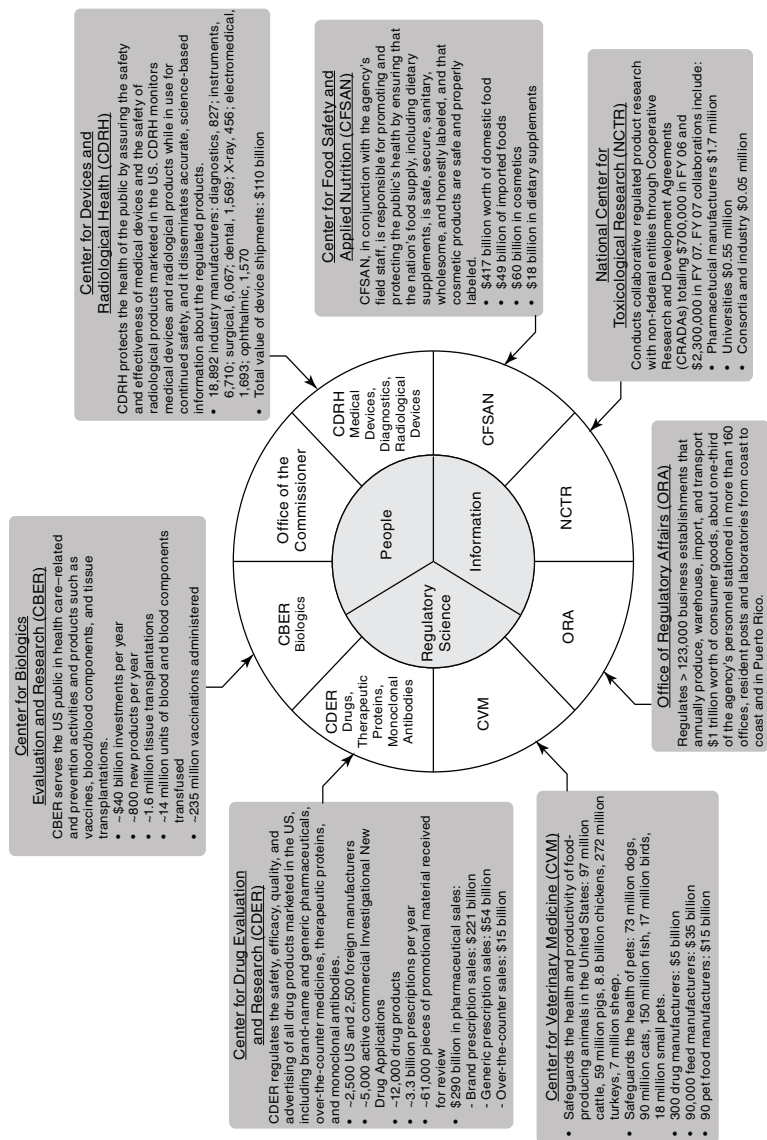 Center for Biologics
Evaluation and Research (CBER)
CBER serves the US public in health care–related
and prevention activities and products such as
vaccines, blood/blood components, and tissue
transplantations.
• ~$40 billion investments per year
• ~800 new products per year
• ~1.6 million tissue transplantations
• ~14 million units of blood and blood components
transfused
• ~235 million vaccinations administered
Center for Devices and
Radiological Health (CDRH)
CDRH protects the health of the public by assuring the safety
and effectiveness of medical devices and the safety of
radiological products marketed in the US. CDRH monitors
medical devices and radiological products while in use for
continued safety, and it disseminates accurate, science-based
information about the regulated products.
• 18,892 industry manufacturers: diagnostics, 827; instruments,
6,710; surgical, 6,067; dental, 1,569; X-ray, 456; electromedical,
1,693; ophthalmic, 1,570
• Total value of device shipments: $110 billion
Center for Drug Evaluation
and Research (CDER)
CDER regulates the safety, efficacy, quality, and
advertising of all drug products marketed in the US,
including brand-name and generic pharmaceuticals,
over-the-counter medicines, therapeutic proteins,
and monoclonal antibodies.
• ~2,500 US and 2,500 foreign manufacturers
• ~5,000 active commercial Investigational New
Drug Applications
• ~12,000 drug products
• ~3.3 billion prescriptions per year
• ~61,000 pieces of promotional material received
for review
• $290 billion in pharmaceutical sales:
- Brand prescription sales: $221 billion
- Generic prescription sales: $54 billion
- Over-the-counter sales: $15 billion
CBER
Biologics
Office of the
Commissioner
CDER
Drugs,
Therapeutic
Proteins,
Monoclonal
Antibodies
CDRH
Medical
Devices,
Diagnostics,
Radiological
Devices
People
Regulatory
Science
Information
CVM
CFSAN
ORA
NCTR
Center for Food Safety and
Applied Nutrition (CFSAN)
CFSAN, in conjunction with the agency's
field staff, is responsible for promoting and
protecting the public's health by ensuring that
the nation's food supply, including dietary
supplements, is safe, secure, sanitary,
wholesome, and honestly labeled, and that
cosmetic products are safe and properly
labeled.
• $417 billion worth of domestic food
• $49 billion of imported foods
• $60 billion in cosmetics
• $18 billion in dietary supplements
Center for Veterinary Medicine (CVM)
• Safeguards the health and productivity of food-
producing animals in the United States: 97 million
cattle, 59 million pigs, 8.8 billion chickens, 272 million
turkeys, 7 million sheep.
• Safeguards the health of pets: 73 million dogs,
90 million cats, 150 million fish, 17 million birds,
18 million small pets.
• 300 drug manufacturers: $5 billion
• 90,000 feed manufacturers: $35 billion
• 90 pet food manufacturers: $15 billion
Office of Regulatory Affairs (ORA)
Regulates > 123,000 business establishments that
annually produce, warehouse, import, and transport
$1 trillion worth of consumer goods, about one-third
of the agency's personnel stationed in more than 160
offices, resident posts and laboratories from coast to
coast and in Puerto Rico.
National Center for
Toxicological Research (NCTR)
Conducts collaborative regulated product research
with non-federal entities through Cooperative
Research and Development Agreements
(CRADAs) totaling $700,000 in FY 06 and
$2,300,000 in FY 07. FY 07 collaborations include:
• Pharmacetucial manufacturers $1.7 million
• Universities $0.55 million
• Consortia and industry $0.05 million